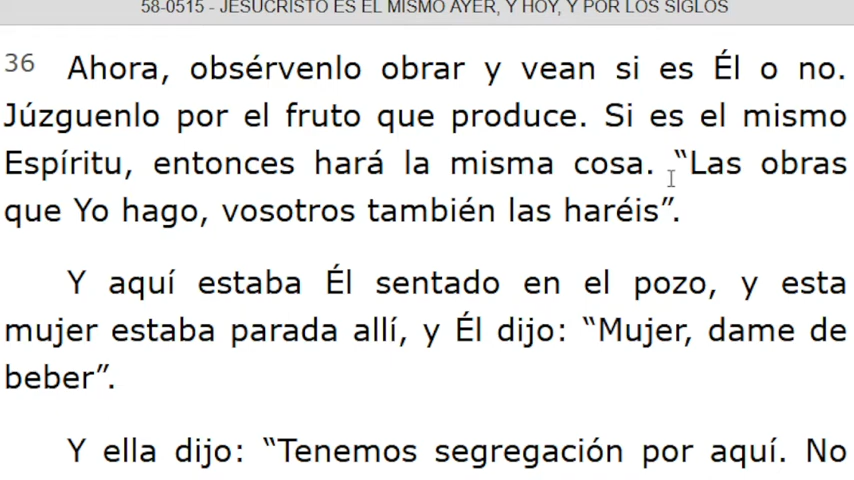 58-0515 - JESUCRISTO ES EL MISMO AYER, Y HOY, Y POR LOS SIGLOS
36 Ahora, obsérvenlo obrar y vean si es Él o no.
Júzguenlo por el fruto que produce. Si es el mismo
Espíritu, entonces hará la misma cosa. “Las obras
que Yo hago, vosotros también las haréis”.
Y aquí estaba Él sentado en el pozo, y esta
mujer estaba parada allí, y Él dijo: “Mujer, dame de
beber”.
Y ella dijo: “Tenemos segregación por aquí. No